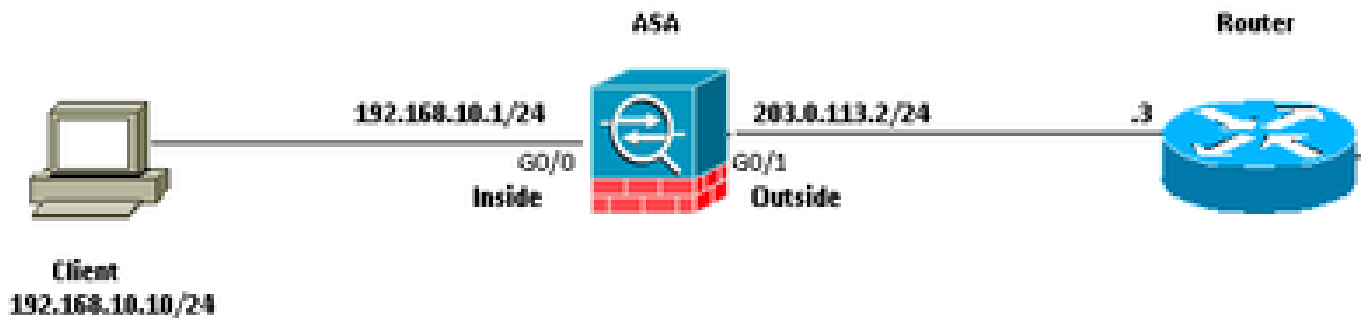 ASA
Router
192.168.10.1/24
203.0.113.2/24
.3
G0/0
G0/1
Inside
Outside
Client
192.168.10.10/24